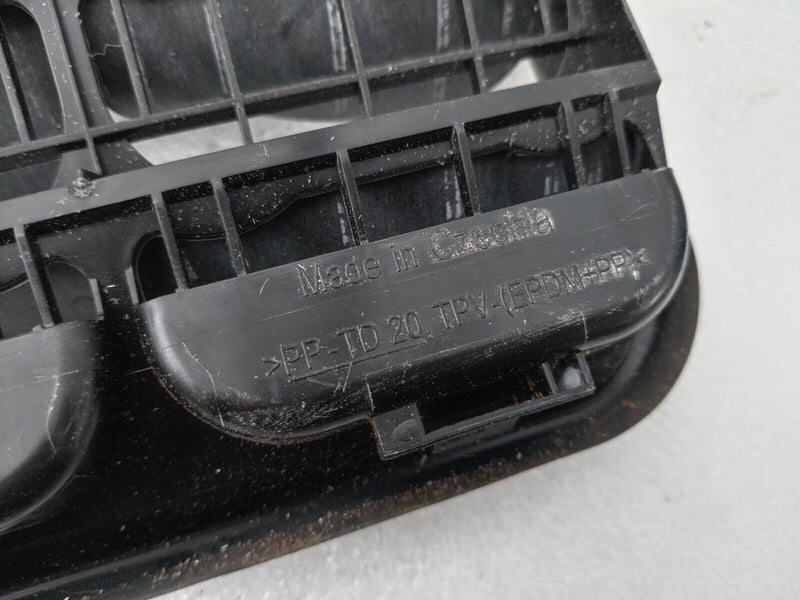 Made in Czechia
>PP-TD 20, TPV-(EPDM+PP)<